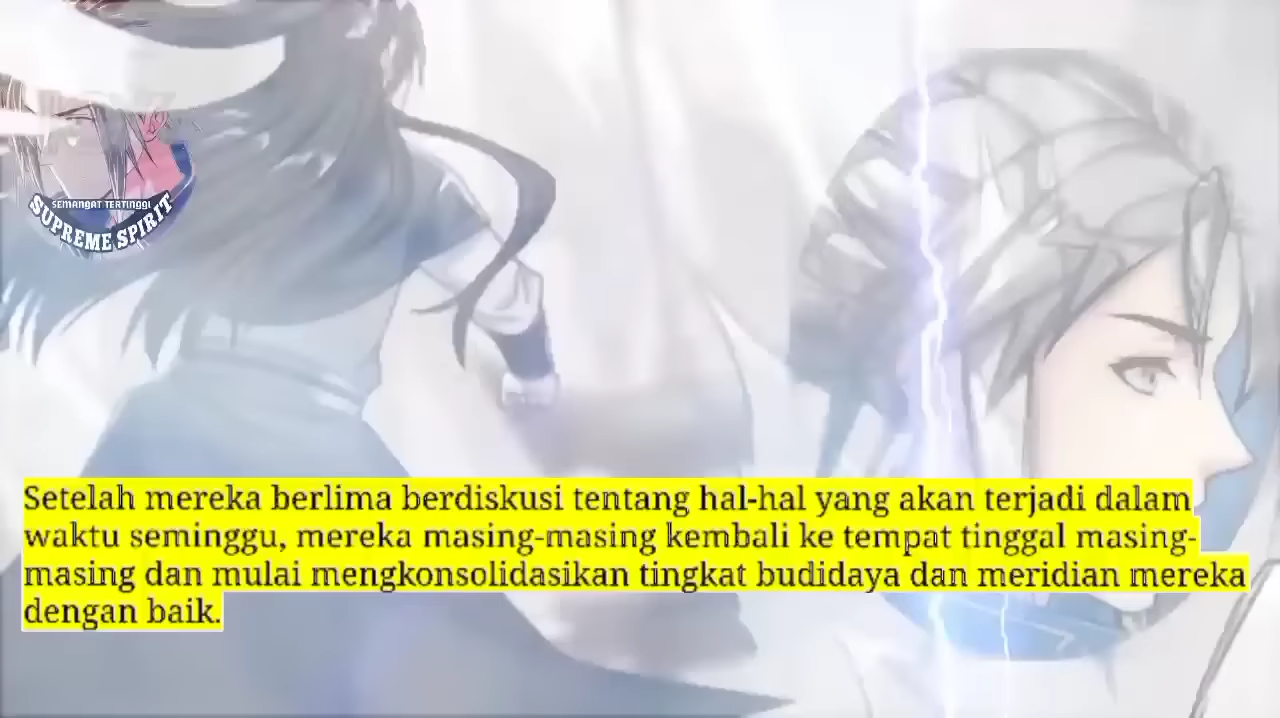 SEMANGAT TERTINGGI
SUPREME SPIRIT
Setelah mereka berlima berdiskusi tentang hal-hal yang akan terjadi dalam
waktu seminggu, mereka masing-masing kembali ke tempat tinggal masing-
masing dan mulai mengkonsolidasikan tingkat budidaya dan meridian mereka
dengan baik.